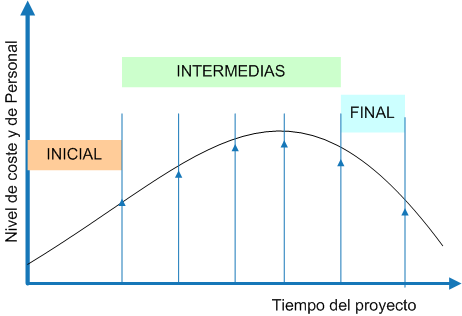 INTERMEDIAS
FINAL
INICIAL
Nivel de coste y de Personal
Tiempo del proyecto